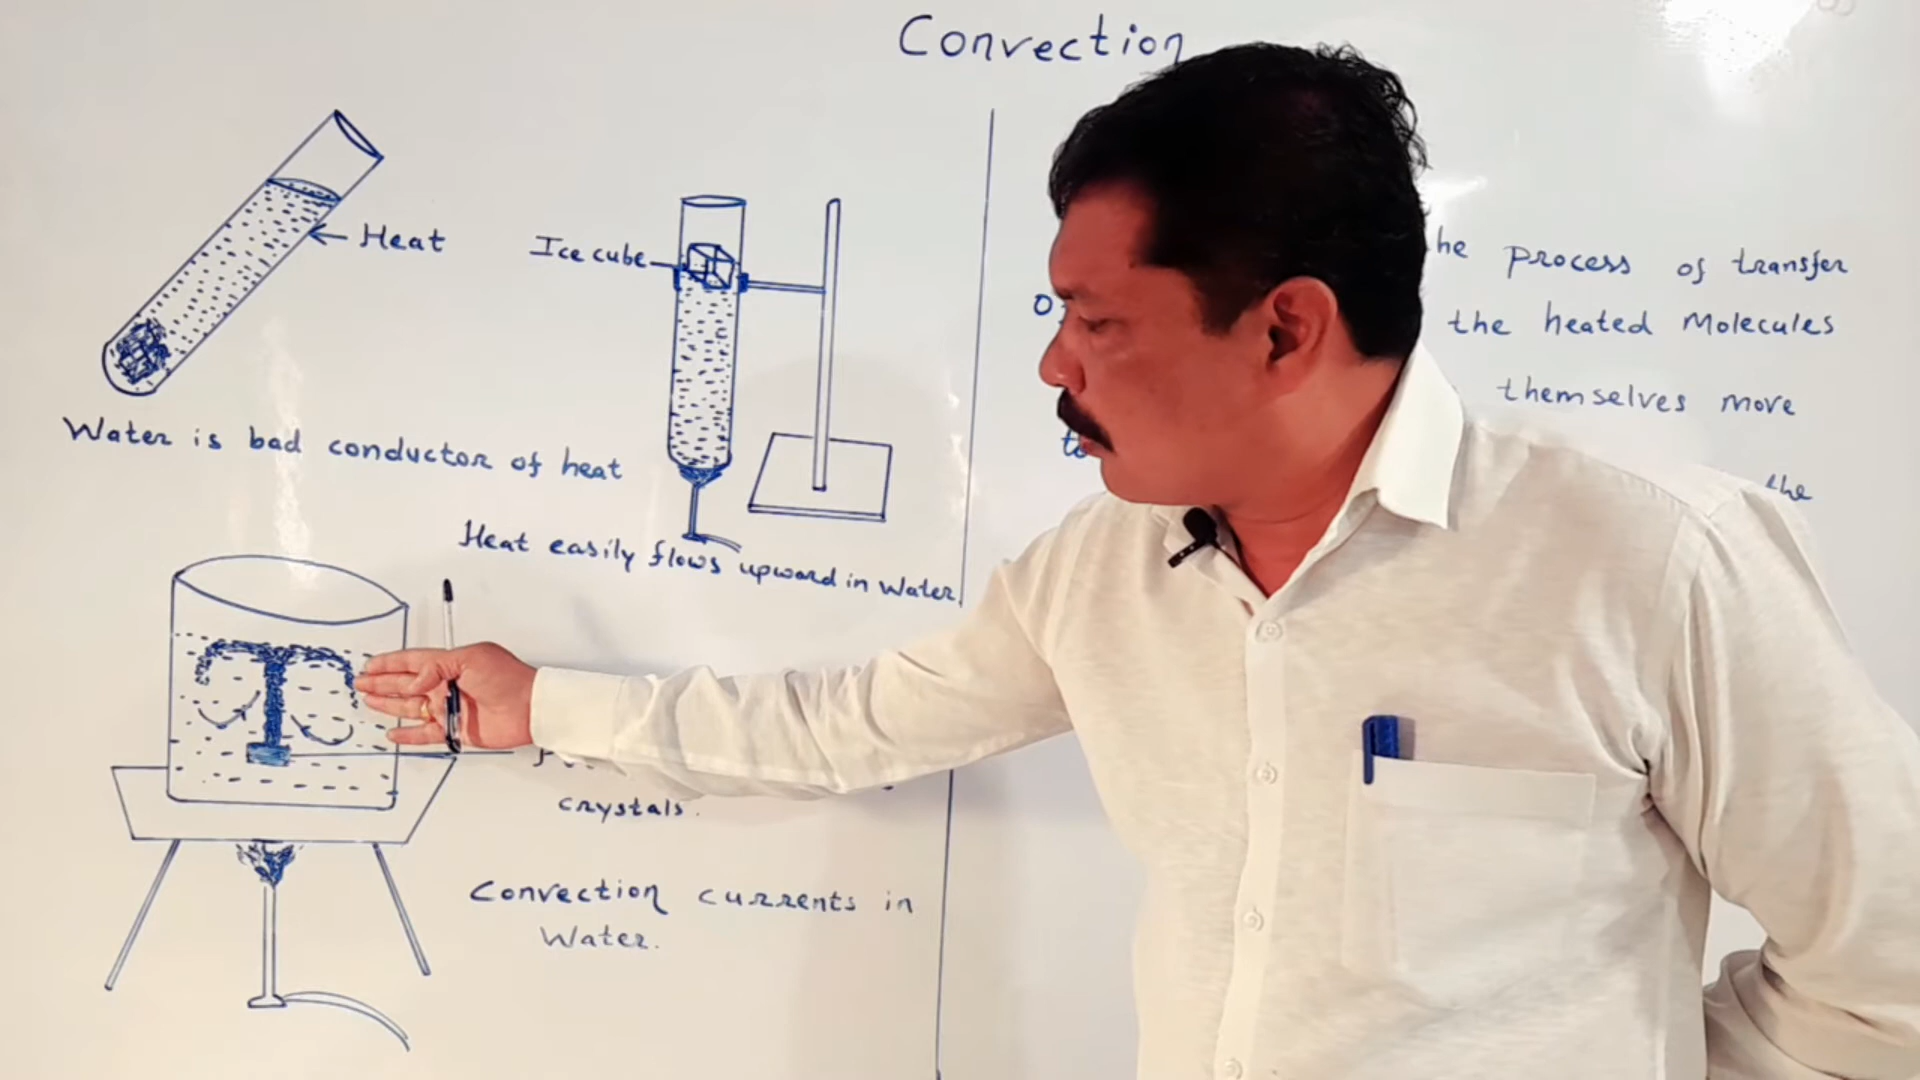 Convection
Heat
Ice cube
Water is bad conductor of heat
Heat easily flows upward in Water.
crystals.
Convection currents in
Water.
he process of transfer
the heated Molecules
themselves move
to
the